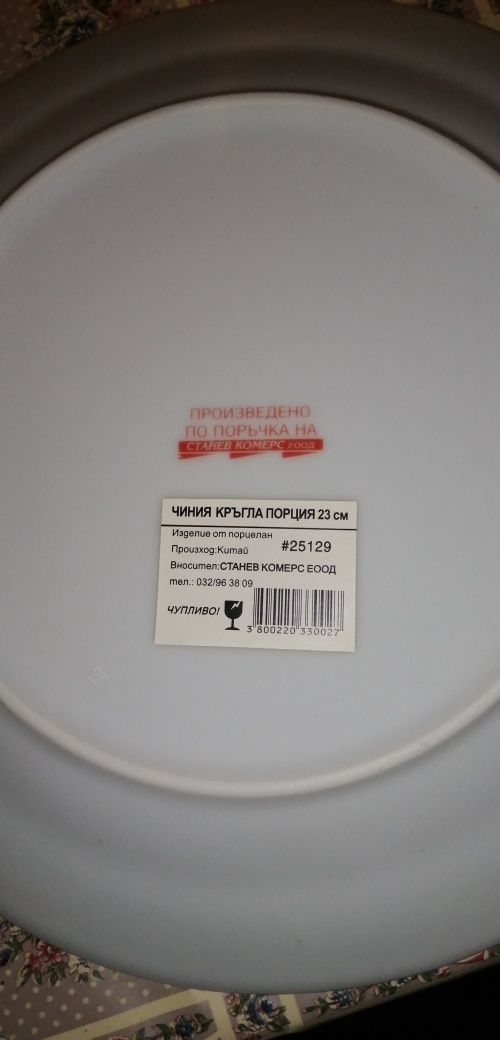 ПРОИЗВЕДЕНО
ПО ПОРЪЧКА НА
СТАНЕВ КОМЕРС ЕООД
ЧИНИЯ КРЪГЛА ПОРЦИЯ 23 см
Изделие от порцелан
Произход:Китай #25129
Вносител:СТАНЕВ КОМЕРС ЕООД
тел.: 032/96 38 09
ЧУПЛИВО!
3 800220 330027